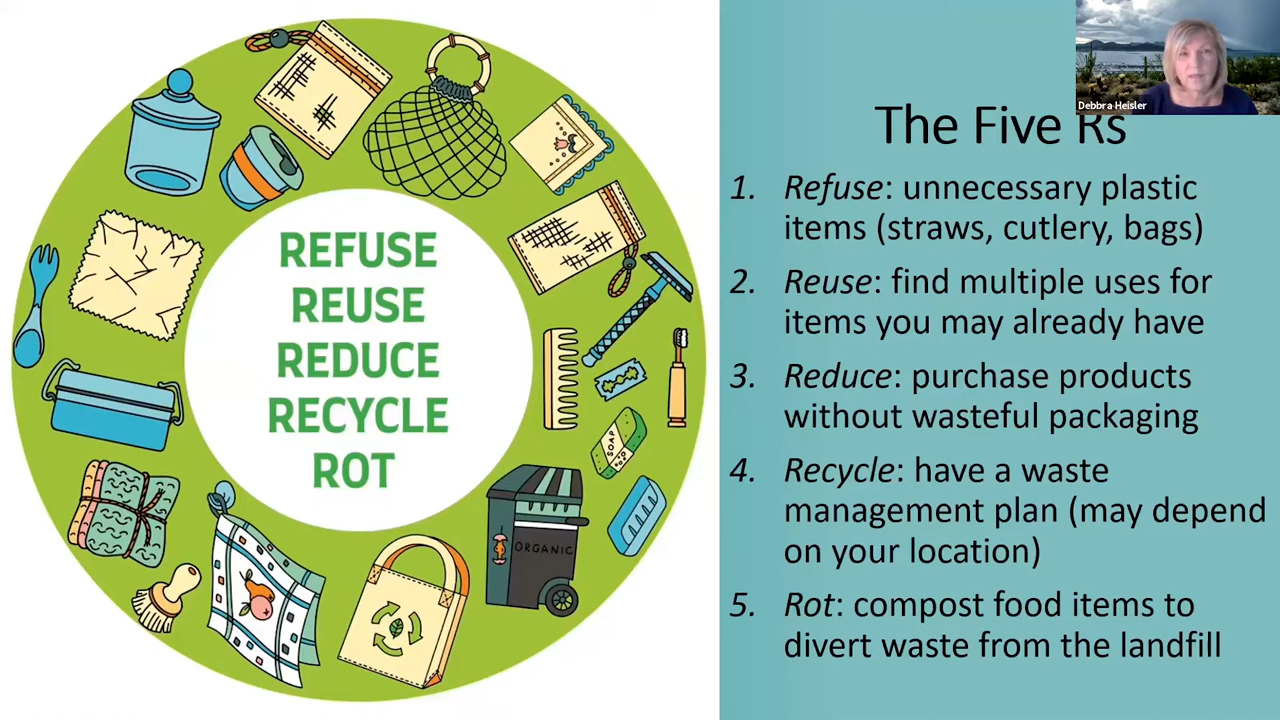 REFUSE
REUSE
REDUCE
RECYCLE
ROT
SOAP
ORGANIC
Debbra Heisler
The Five Rs
1. Refuse: unnecessary plastic
items (straws, cutlery, bags)
2. Reuse: find multiple uses for
items you may already have
3. Reduce: purchase products
without wasteful packaging
4. Recycle: have a waste
management plan (may depend
on your location)
5. Rot: compost food items to
divert waste from the landfill